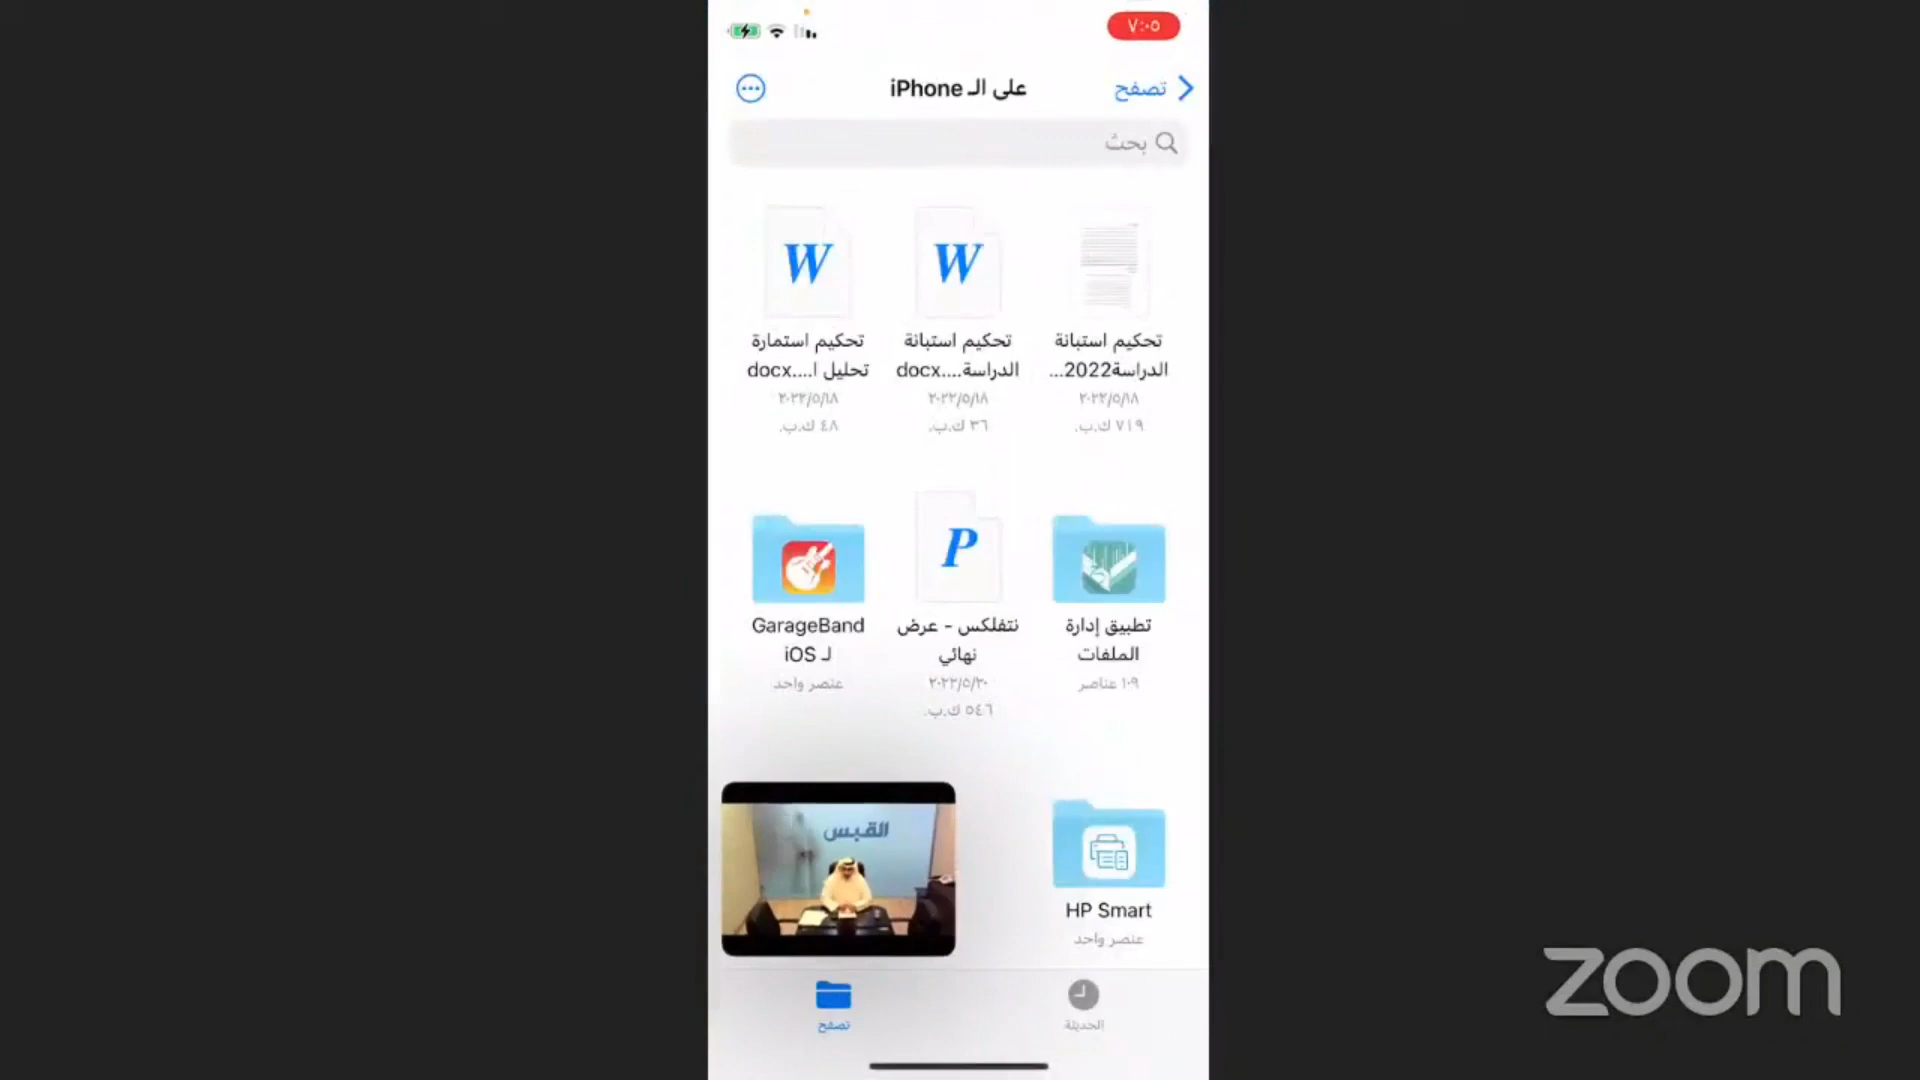 ٧:٠٥
تصفح
على الـ iPhone
بحث
تحكيم استبانة
الدراسة2022...
٢٠٢٢/٥/١٨
٧١٩ ك.ب.
تحكيم استبانة
الدراسة....docx
٢٠٢٢/٥/١٨
٣٦ ك.ب.
تحكيم استمارة
تحليل ا....docx
٢٠٢٢/٥/١٨
٤٨ ك.ب.
W
W
تطبيق إدارة
الملفات
١٠٩ عناصر
P
نتفلكس - عرض
نهائي
٢٠٢٢/٥/٣٠
٥٤٦ ك.ب.
GarageBand
لـ iOS
عنصر واحد
HP Smart
عنصر واحد
القبس
الحديثة
تصفح
zoom